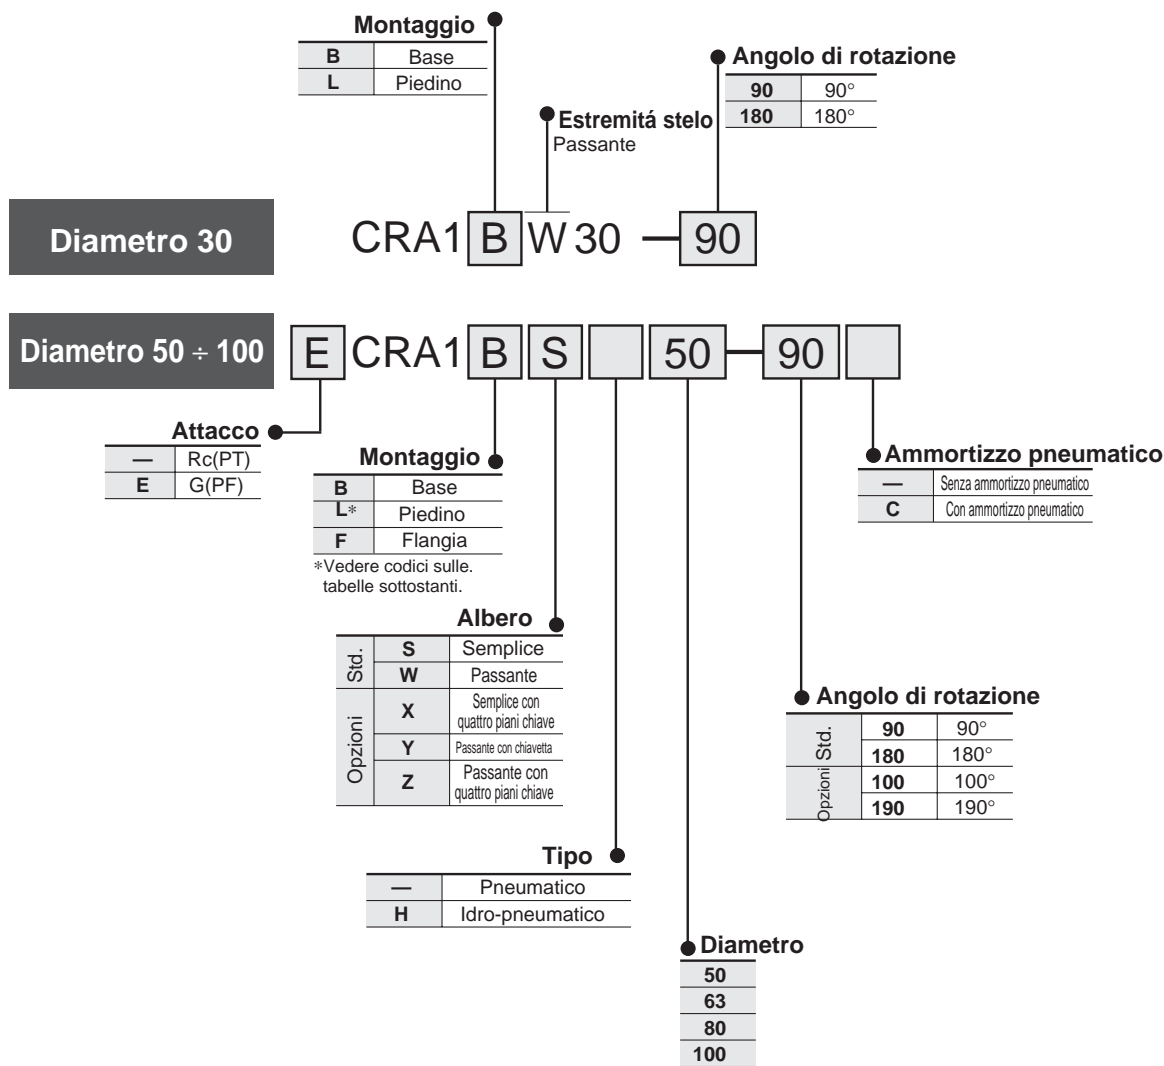 Montaggio
B Base
L Piedino
Angolo di rotazione
90 90°
180 180°
Estremitá stelo
Passante
Diametro 30
CRA1 B W 30 — 90
Diametro 50 ÷ 100
E CRA1 B S 50 — 90
Attacco
— Rc(PT)
E G(PF)
Montaggio
B Base
L* Piedino
F Flangia
*Vedere codici sulle.
tabelle sottostanti.
Ammortizzo pneumatico
— Senza ammortizzo pneumatico
C Con ammortizzo pneumatico
Albero
Std.
S Semplice
W Passante
Opzioni
X Semplice con
quattro piani chiave
Y Passante con chiavetta
Z Passante con
quattro piani chiave
Angolo di rotazione
Std.
90 90°
180 180°
Opzioni
100 100°
190 190°
Tipo
— Pneumatico
H Idro-pneumatico
Diametro
50
63
80
100